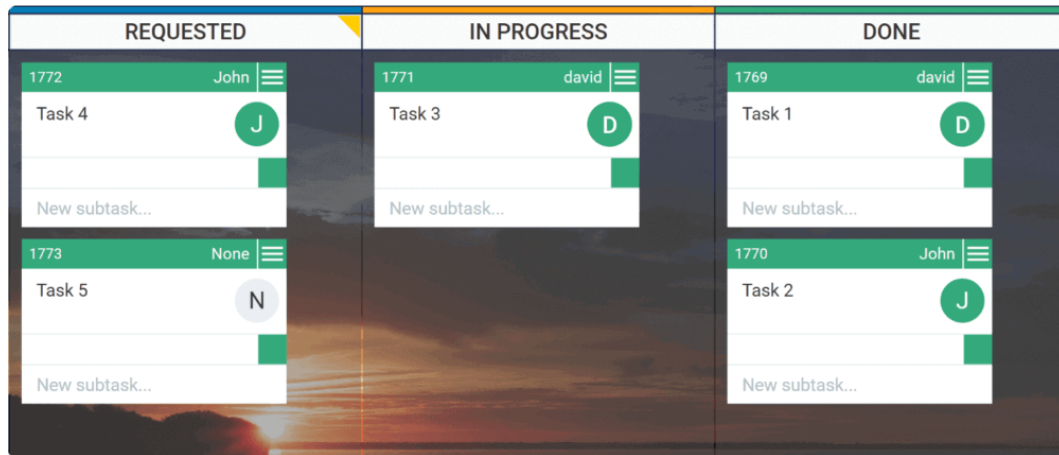 REQUESTED
1772 John
Task 4
J
New subtask...
1773 None
Task 5
N
New subtask...
IN PROGRESS
1771 david
Task 3
D
New subtask...
DONE
1769 david
Task 1
D
New subtask...
1770 John
Task 2
J
New subtask...